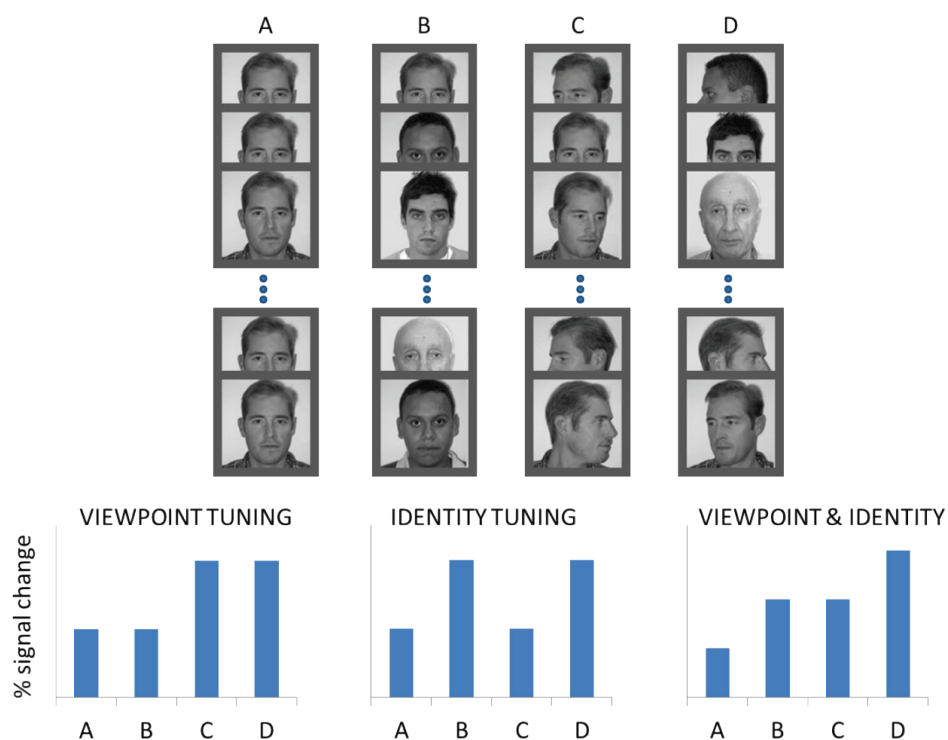 A B C D
VIEWPOINT TUNING IDENTITY TUNING VIEWPOINT & IDENTITY
% signal change
A B C D A B C D A B C D